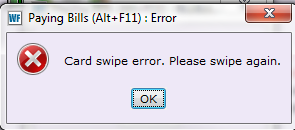 WF Paying Bills (Alt+F11) : Error
Card swipe error. Please swipe again.
OK